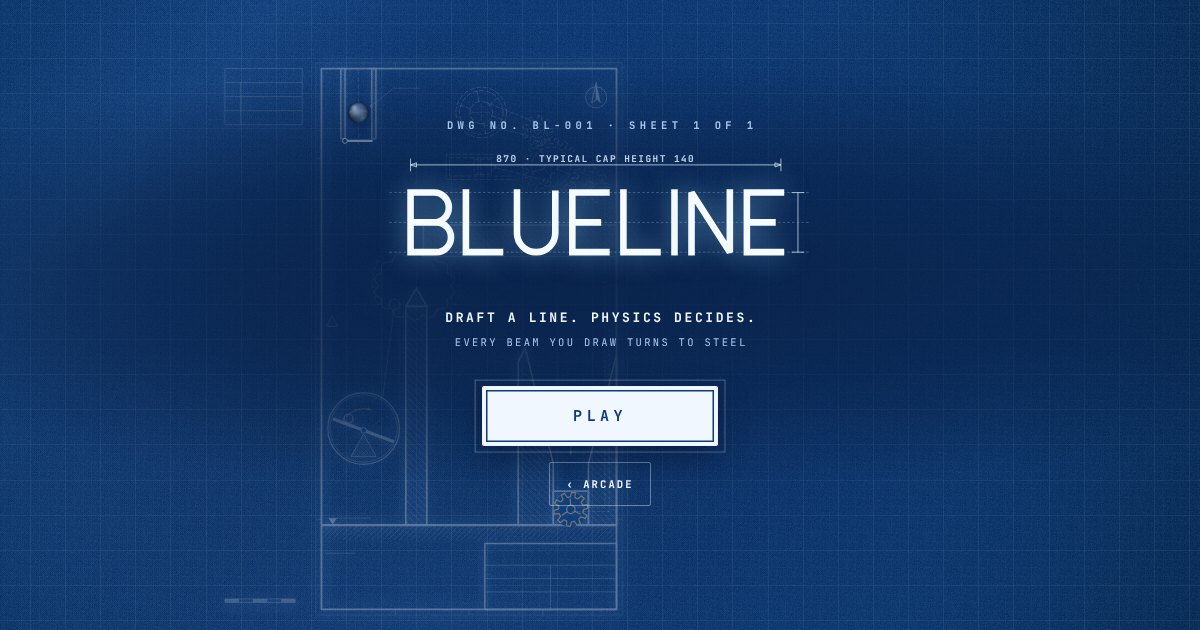 DWG NO. BL-001 · SHEET 1 OF 1
870 · TYPICAL CAP HEIGHT 140
BLUELINE
DRAFT A LINE. PHYSICS DECIDES.
EVERY BEAM YOU DRAW TURNS TO STEEL
PLAY
‹ ARCADE